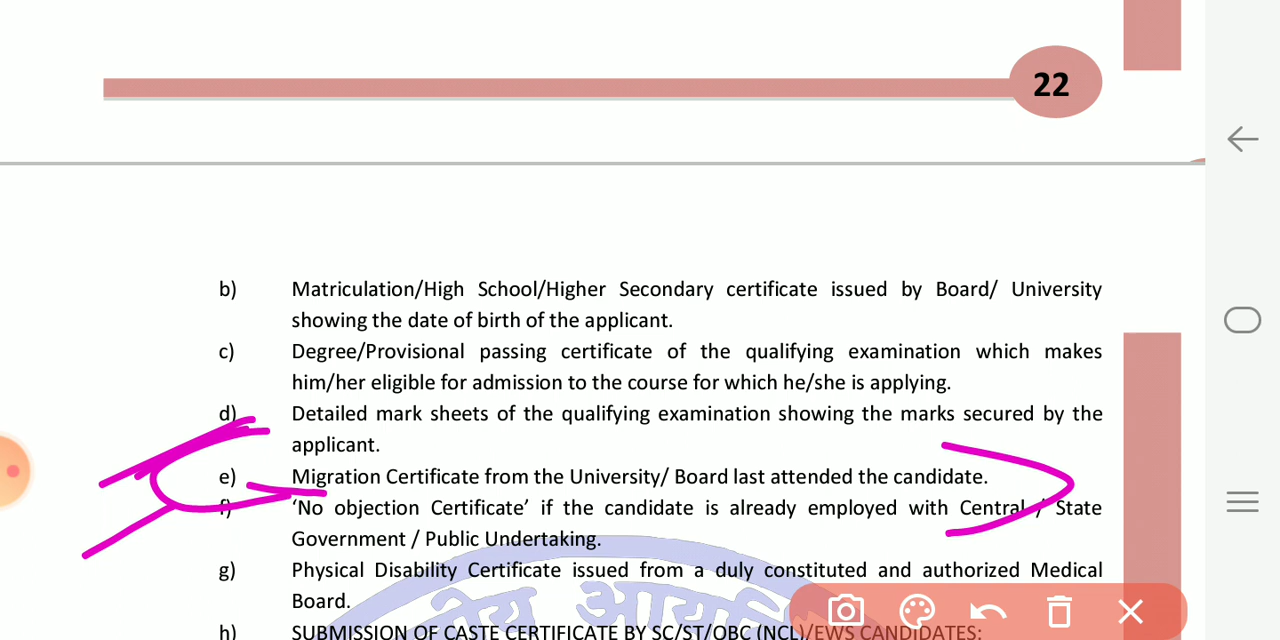 22
b) Matriculation/High School/Higher Secondary certificate issued by Board/ University
showing the date of birth of the applicant.
c) Degree/Provisional passing certificate of the qualifying examination which makes
him/her eligible for admission to the course for which he/she is applying.
d) Detailed mark sheets of the qualifying examination showing the marks secured by the
applicant.
e) Migration Certificate from the University/ Board last attended the candidate.
f) ‘No objection Certificate’ if the candidate is already employed with Central / State
Government / Public Undertaking.
g) Physical Disability Certificate issued from a duly constituted and authorized Medical
Board.
h) SUBMISSION OF CASTE CERTIFICATE BY SC/ST/OBC (NCL)/EWS CANDIDATES: